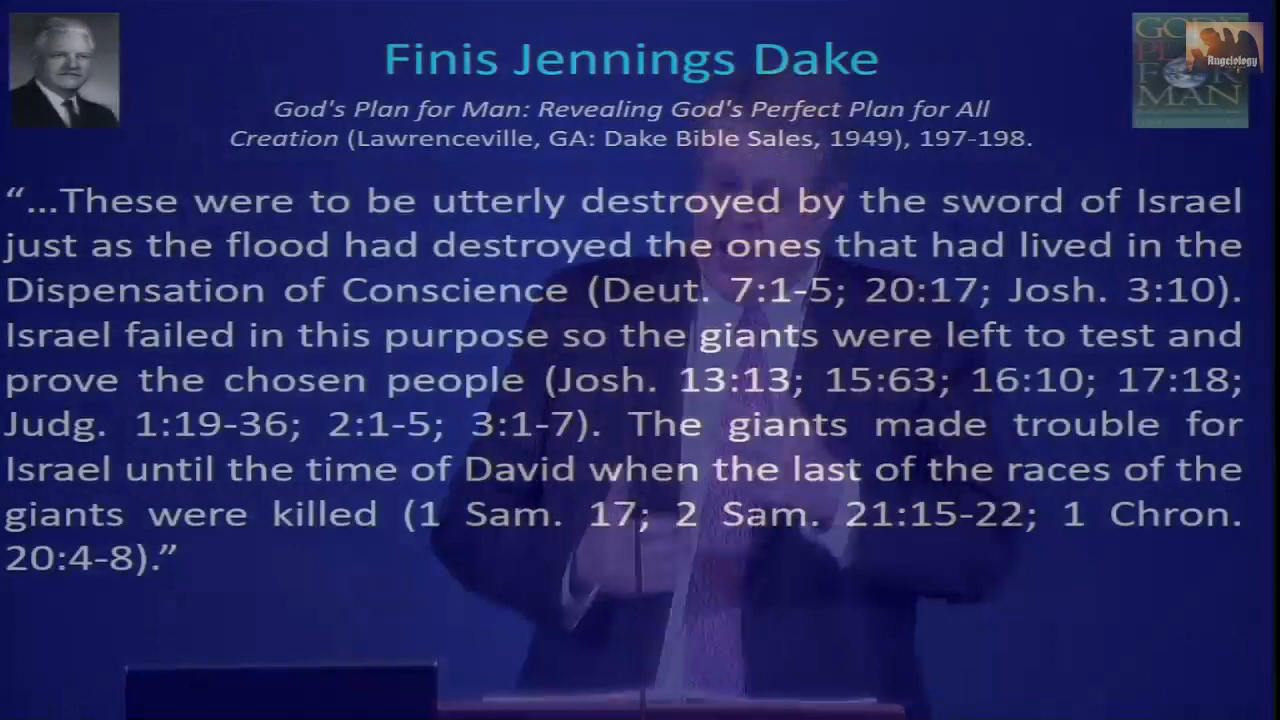 Finis Jennings Dake
God's Plan for Man: Revealing God's Perfect Plan for All
Creation (Lawrenceville, GA: Dake Bible Sales, 1949), 197-198.
“…These were to be utterly destroyed by the sword of Israel
just as the flood had destroyed the ones that had lived in the
Dispensation of Conscience (Deut. 7:1-5; 20:17; Josh. 3:10).
Israel failed in this purpose so the giants were left to test and
prove the chosen people (Josh. 13:13; 15:63; 16:10; 17:18;
Judg. 1:19-36; 2:1-5; 3:1-7). The giants made trouble for
Israel until the time of David when the last of the races of the
giants were killed (1 Sam. 17; 2 Sam. 21:15-22; 1 Chron.
20:4-8).”
GOD'S
FOR
MAN
Angelology